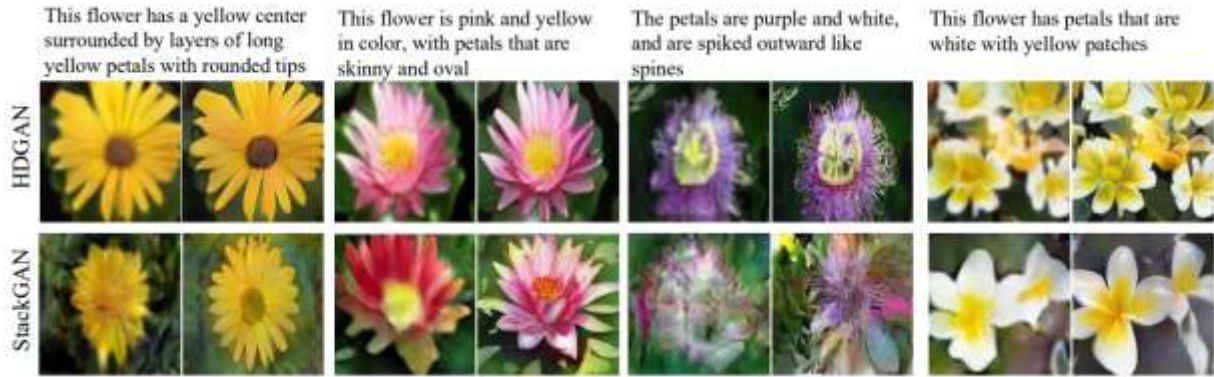 This flower has a yellow center
surrounded by layers of long
yellow petals with rounded tips
This flower is pink and yellow
in color, with petals that are
skinny and oval
The petals are purple and white,
and are spiked outward like
spines
This flower has petals that are
white with yellow patches
HDGAN
StackGAN